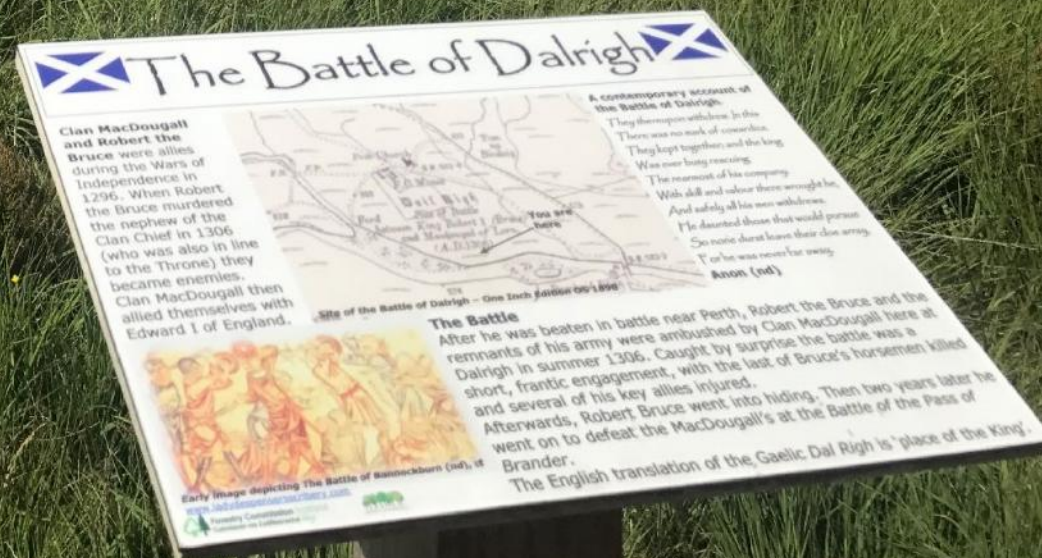 The Battle of Dalrigh
Clan MacDougall
and Robert the
Bruce were allies
during the Wars of
Independence in
1296. When Robert
the Bruce murdered
the nephew of the
Clan Chief in 1306
(who was also in line
to the Throne) they
became enemies.
Clan MacDougall then
allied themselves with
Edward I of England.
You are
here
Dail Righ
Site of the Battle of Dalrigh – One Inch Edition OS 1898
A contemporary account of
the Battle of Dalrigh.
They thereupon withdrew. In this
There was no mark of cowardice.
They kept together; and the king
Was ever busy rescuing
The rearmost of his company.
With skill and valour there wrought he,
And safely all his men withdrew.
He daunted those that would pursue
So none durst leave their close array,
For he was never far away.
Anon (nd)
The Battle
After he was beaten in battle near Perth, Robert the Bruce and the
remnants of his army were ambushed by Clan MacDougall here at
Dalrigh in summer 1306. Caught by surprise the battle was a
short, frantic engagement, with the last of Bruce's horsemen killed
and several of his key allies injured.
Afterwards, Robert Bruce went into hiding. Then two years later he
went on to defeat the MacDougall's at the Battle of the Pass of
Brander.
The English translation of the Gaelic Dal Righ is 'place of the King'.
Early image depicting The Battle of Bannockburn (nd),
Forestry Commission